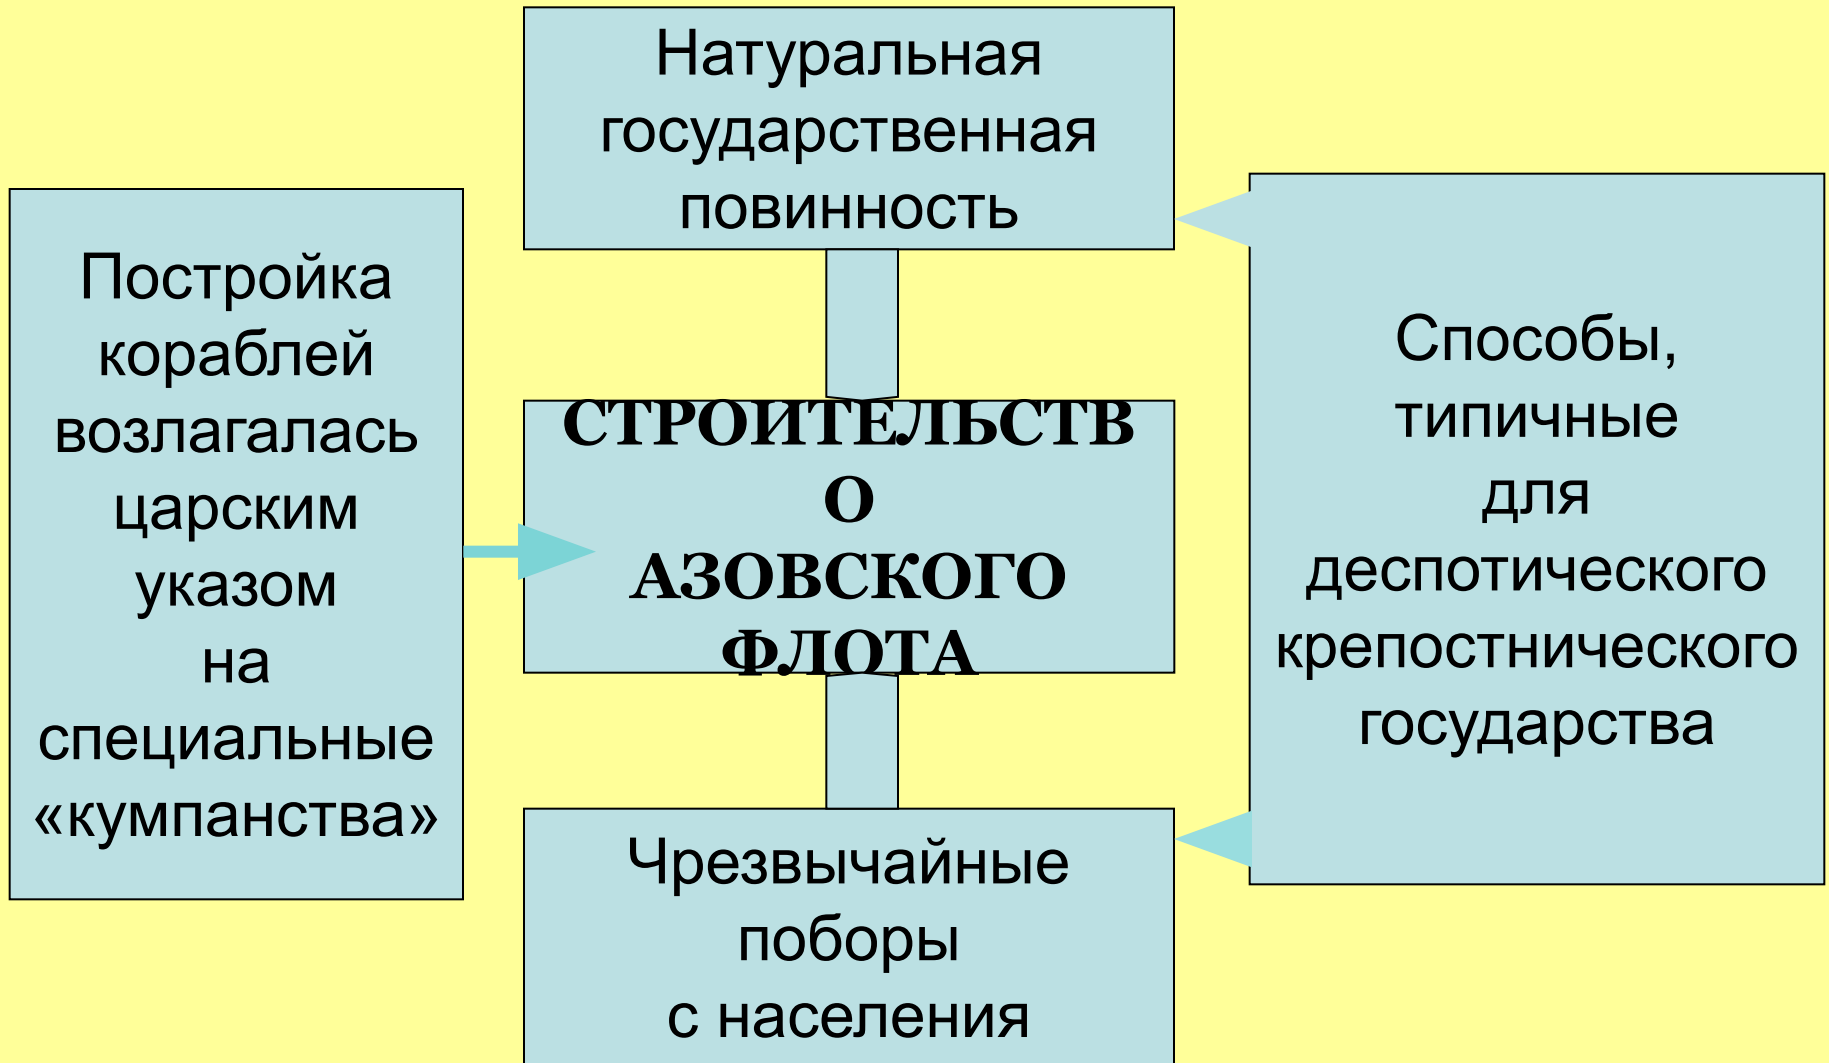 Натуральная
государственная
повинность
Постройка
кораблей
возлагалась
царским
указом
на
специальные
«кумпанства»
СТРОИТЕЛЬСТВ
О
АЗОВСКОГО
ФЛОТА
Способы,
типичные
для
деспотического
крепостнического
государства
Чрезвычайные
поборы
с населения